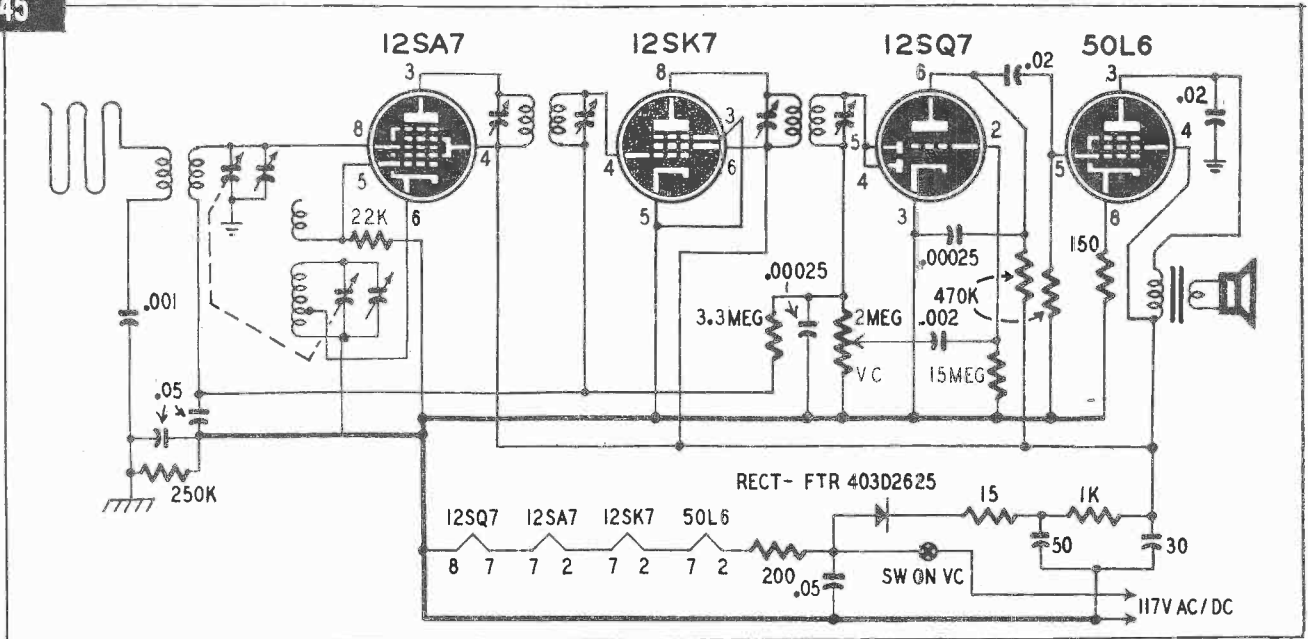 45
12SA7 12SK7 12SQ7 50L6
3 8 6 .02 3 .02
8 4 3 2 4
5 4 6 5 4 5
6 5 3 8
22K
.00025 .00025 150
.001 3.3MEG 2MEG .002 470K
VC 15MEG
.05
250K
RECT- FTR 403D2625 15 1K
12SQ7 12SA7 12SK7 50L6
50 30
8 7 7 2 7 2 7 2 200 .05 SW ON VC
117V AC/DC